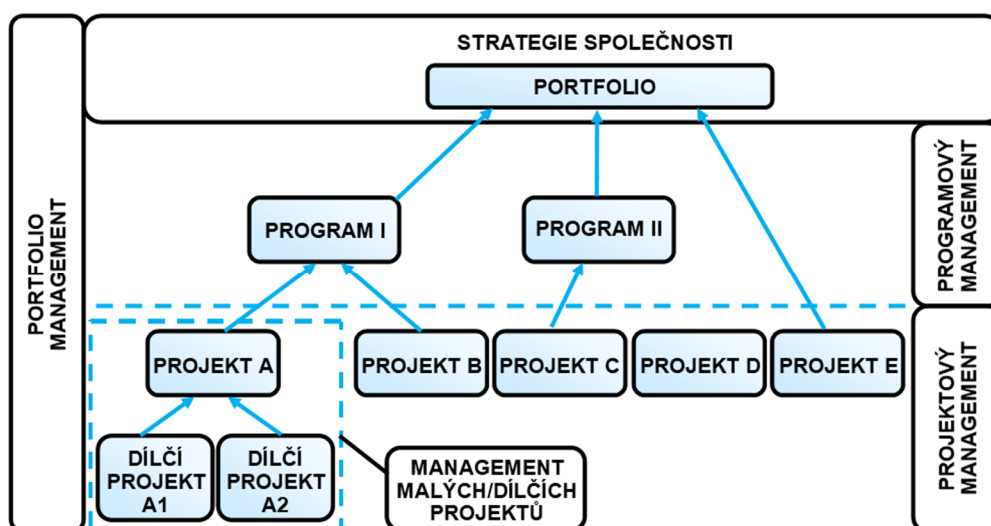 STRATEGIE SPOLEČNOSTI
PORTFOLIO
PORTFOLIO
MANAGEMENT
PROGRAMOVÝ
MANAGEMENT
PROGRAM I
PROGRAM II
PROJEKT A
PROJEKT B
PROJEKT C
PROJEKT D
PROJEKT E
PROJEKTOVÝ
MANAGEMENT
DÍLČÍ
PROJEKT
A1
DÍLČÍ
PROJEKT
A2
MANAGEMENT
MALÝCH/DÍLČÍCH
PROJEKTŮ